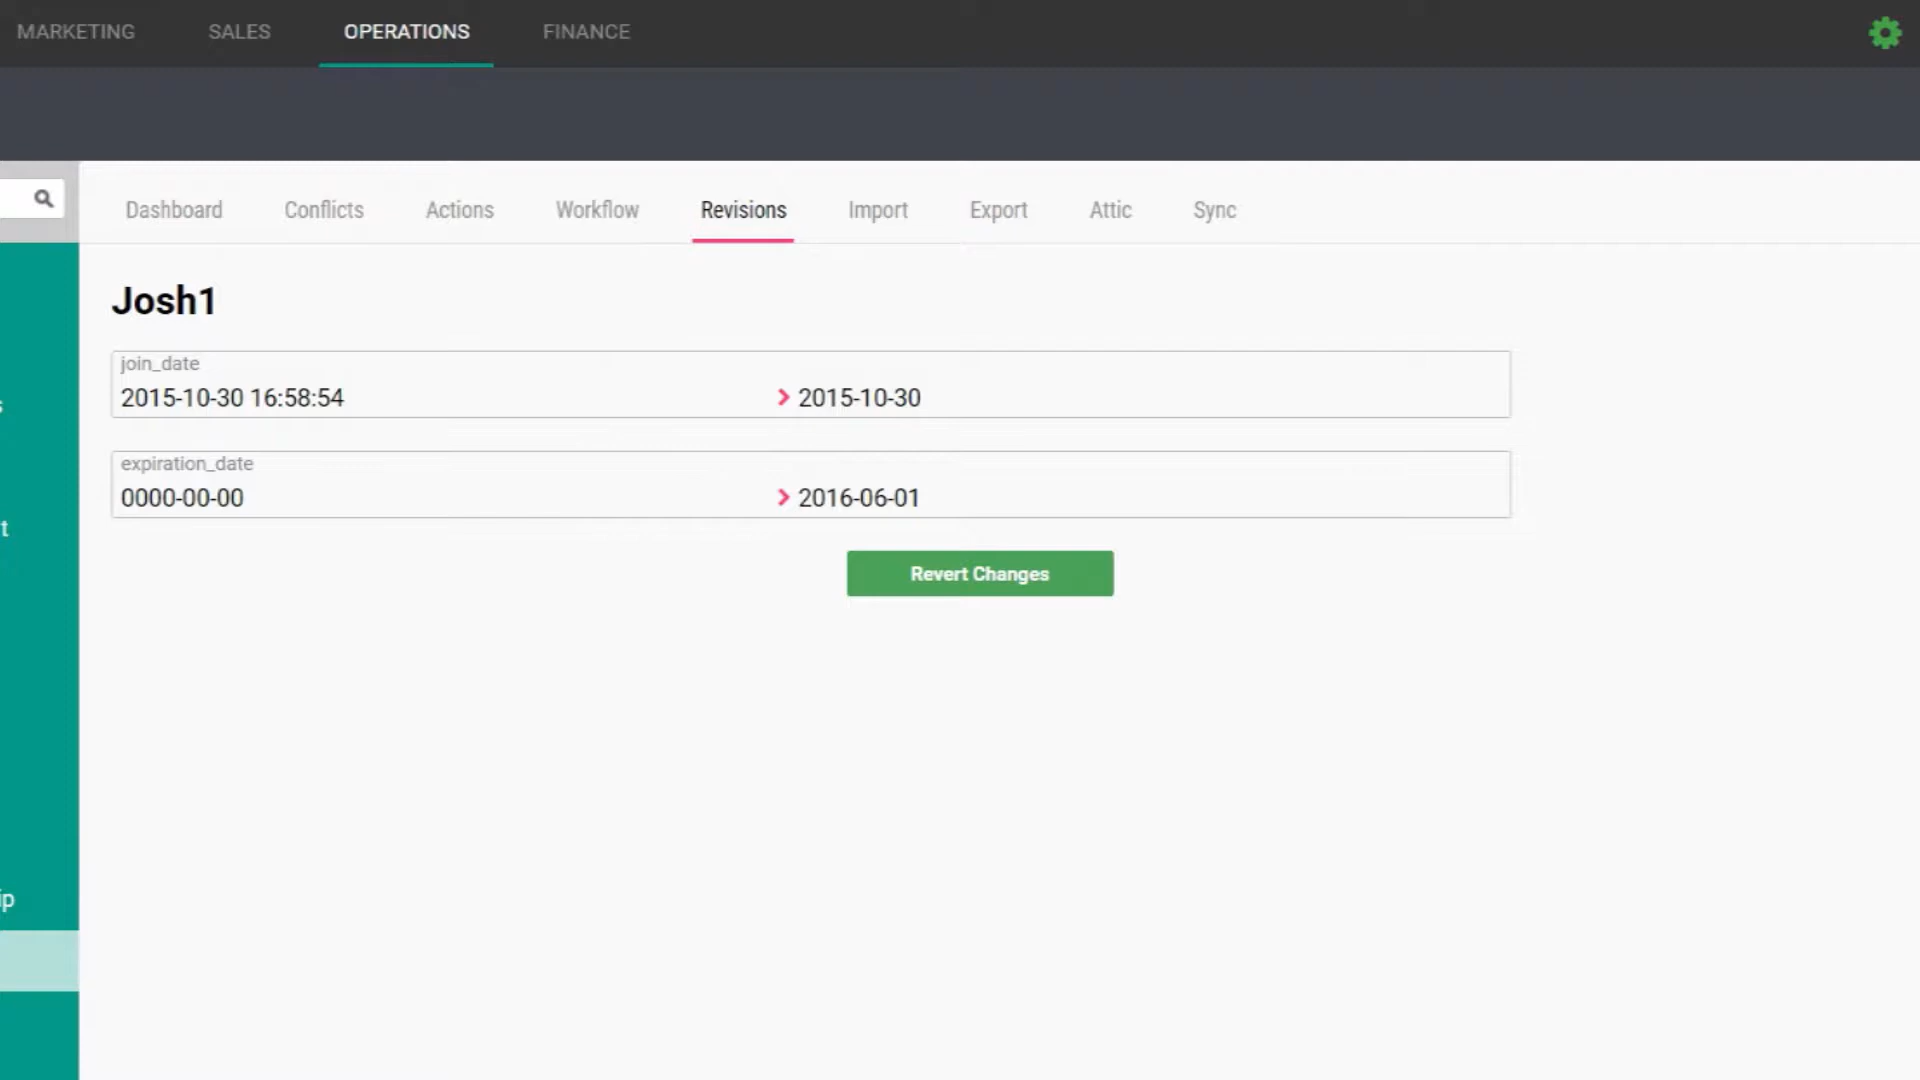 MARKETING SALES OPERATIONS FINANCE
Dashboard Conflicts Actions Workflow Revisions Import Export Attic Sync
Josh1
join_date
2015-10-30 16:58:54 2015-10-30
expiration_date
0000-00-00 2016-06-01
Revert Changes